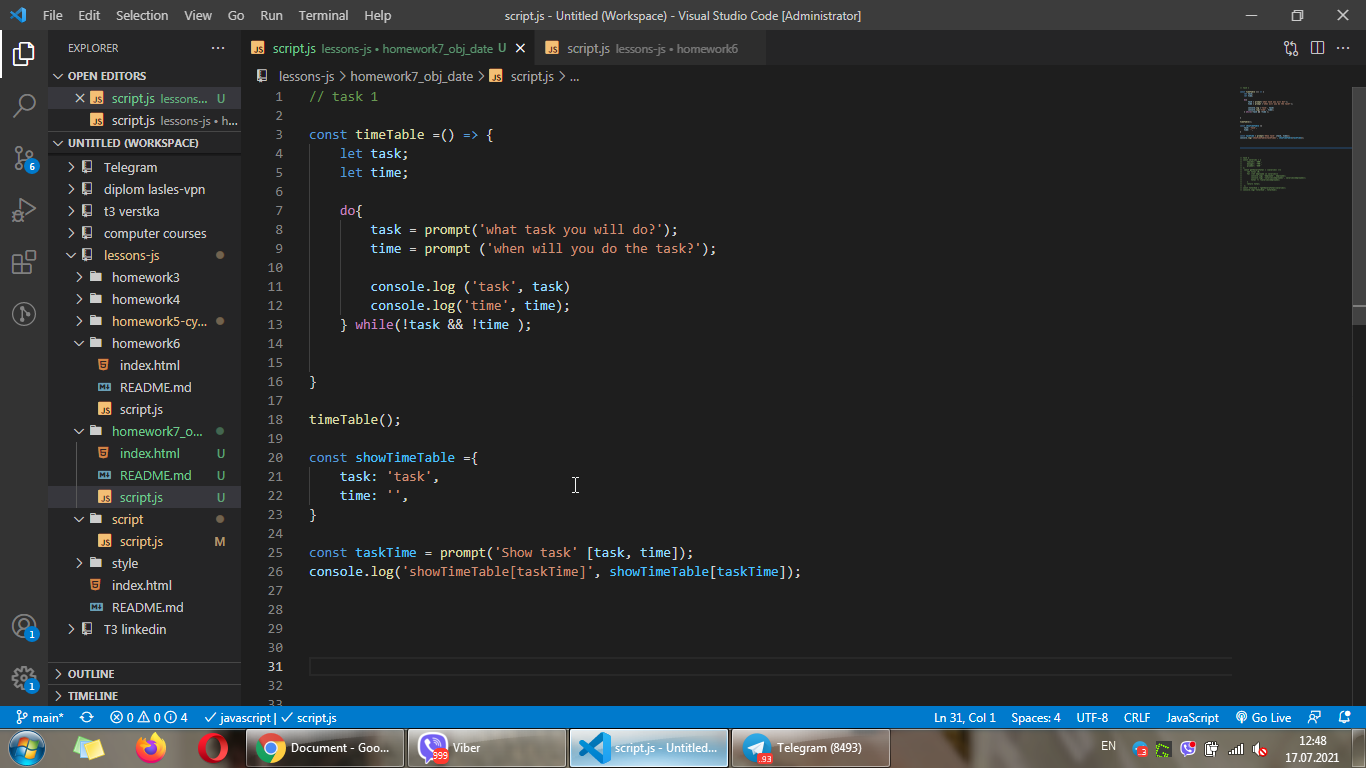 File Edit Selection View Go Run Terminal Help script.js - Untitled (Workspace) - Visual Studio Code [Administrator]
EXPLORER ···
OPEN EDITORS
script.js lessons... U
script.js lessons-js • h...
UNTITLED (WORKSPACE)
Telegram
diplom lasles-vpn
t3 verstka
computer courses
lessons-js
homework3
homework4
homework5-cy...
homework6
index.html
README.md
script.js
homework7_o...
index.html U
README.md U
script.js U
script
script.js M
style
index.html
README.md
T3 linkedin
OUTLINE
TIMELINE
6
1
1
JS script.js lessons-js • homework7_obj_date U
JS script.js lessons-js • homework6
lessons-js > homework7_obj_date > JS script.js > ...
1 // task 1
2
3 const timeTable =() => {
4 let task;
5 let time;
6
7 do{
8 task = prompt('what task you will do?');
9 time = prompt ('when will you do the task?');
10
11 console.log ('task', task)
12 console.log('time', time);
13 } while(!task && !time );
14
15
16 }
17
18 timeTable();
19
20 const showTimeTable ={
21 task: 'task',
22 time: '',
23 }
24
25 const taskTime = prompt('Show task' [task, time]);
26 console.log('showTimeTable[taskTime]', showTimeTable[taskTime]);
27
28
29
30
31
32
33
main* 0 0 4 javascript | script.js Ln 31, Col 1 Spaces: 4 UTF-8 CRLF JavaScript Go Live
Document - Goo... Viber 999 script.js - Untitled... Telegram (8493) .93 EN 12:48
17.07.2021